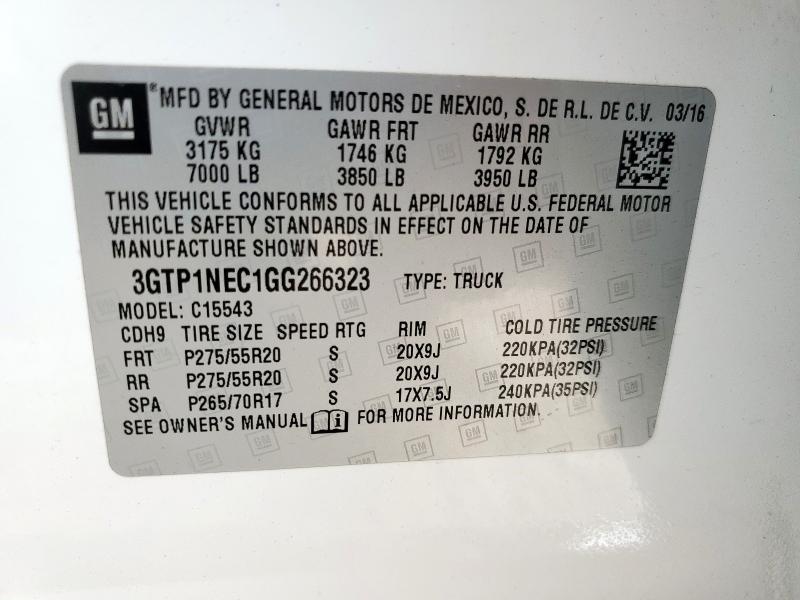 GM ®MFD BY GENERAL MOTORS DE MEXICO, S. DE R.L. DE C.V. 03/16
GVWR GAWR FRT GAWR RR
3175 KG 1746 KG 1792 KG
7000 LB 3850 LB 3950 LB
THIS VEHICLE CONFORMS TO ALL APPLICABLE U.S. FEDERAL MOTOR
VEHICLE SAFETY STANDARDS IN EFFECT ON THE DATE OF
MANUFACTURE SHOWN ABOVE.
3GTP1NEC1GG266323 TYPE: TRUCK
MODEL: C15543
CDH9 TIRE SIZE SPEED RTG RIM COLD TIRE PRESSURE
FRT P275/55R20 S 20X9J 220KPA(32PSI)
RR P275/55R20 S 20X9J 220KPA(32PSI)
SPA P265/70R17 S 17X7.5J 240KPA(35PSI)
SEE OWNER'S MANUAL i FOR MORE INFORMATION.